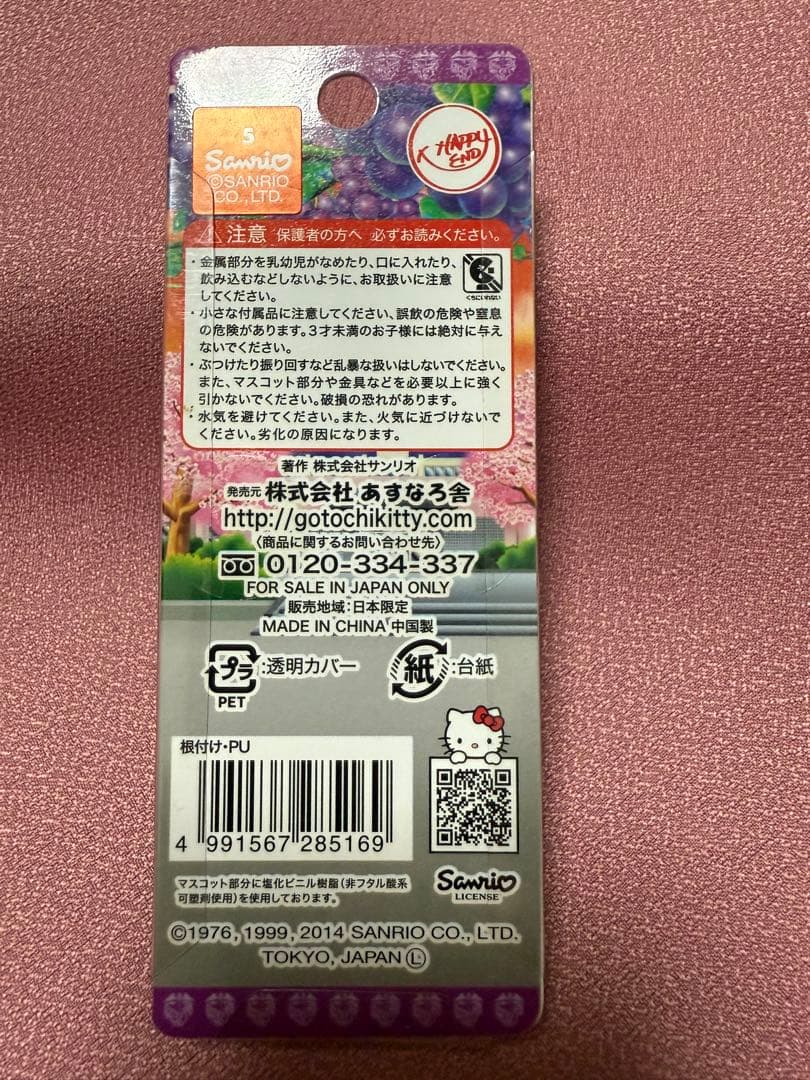 S
Sanrio
©SANRIO
CO.,LTD.
HAPPY
END
注意 保護者の方へ 必ずお読みください。
・金属部分を乳幼児がなめたり、口に入れたり、
飲み込むなどしないように、お取扱いに注意
してください。
くちにいれない
・小さな付属品に注意してください、誤飲の危険や窒息
の危険があります。3才未満のお子様には絶対に与え
ないでください。
・ぶつけたり振り回すなど乱暴な扱いはしないでください。
また、マスコット部分や金具などを必要以上に強く
引かないでください。破損の恐れがあります。
・水気を避けてください。また、火気に近づけないで
ください。劣化の原因になります。
著作 株式会社サンリオ
発売元 株式会社 あすなろ舎
http://gotochikitty.com
〈商品に関するお問い合わせ先〉
0120-334-337
FOR SALE IN JAPAN ONLY
販売地域:日本限定
MADE IN CHINA 中国製
プラ:透明カバー
PET
紙:台紙
根付け・PU
4 991567 285169
マスコット部分に塩化ビニル樹脂(非フタル酸系
可塑剤使用)を使用しております。
Sanrio
LICENSE
©1976, 1999, 2014 SANRIO CO., LTD.
TOKYO, JAPAN Ⓛ